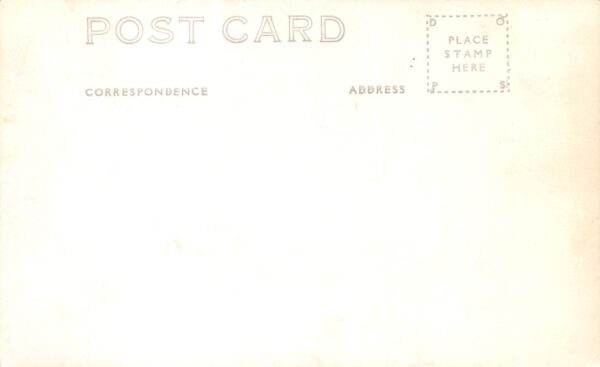 POST CARD
D O
PLACE
STAMP
HERE
P S
CORRESPONDENCE
ADDRESS